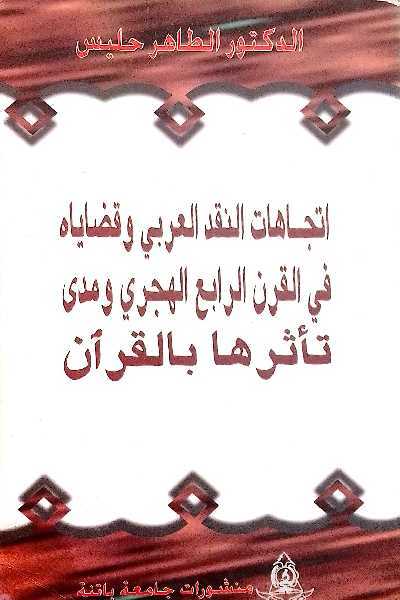 الدكتور الطاهر حليس
اتجاهات النقد العربي وقضاياه
في القرن الرابع الهجري ومدى
تأثرها بالقرآن
منشورات جامعة باتنة